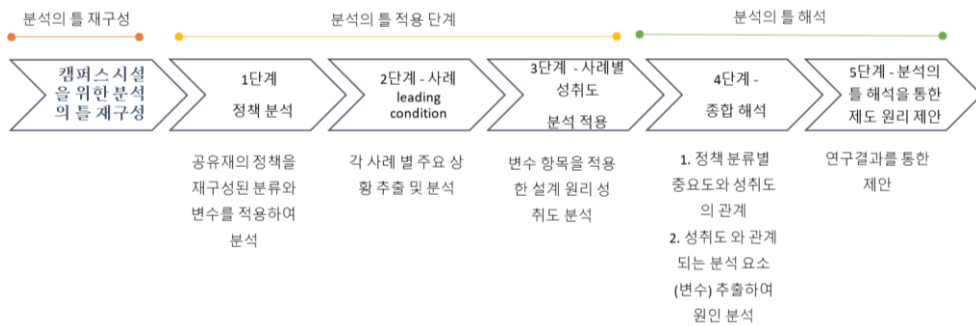 분석의 틀 재구성
분석의 틀 적용 단계
분석의 틀 해석
캠퍼스 시설
을 위한 분석
의 틀 재구성
1단계
정책 분석
2단계 - 사례
leading
condition
3단계 - 사례별
성취도
분석 적용
4단계 -
종합 해석
5단계 - 분석의
틀 해석을 통한
제도 원리 제안
공유재의 정책을
재구성된 분류와
변수를 적용하여
분석
각 사례 별 주요 상
황 추출 및 분석
변수 항목을 적용
한 설계 원리 성
취도 분석
1. 정책 분류별
중요도와 성취도
의 관계
2. 성취도 와 관계
되는 분석 요소
(변수) 추출하여
원인 분석
연구결과를 통한
제안